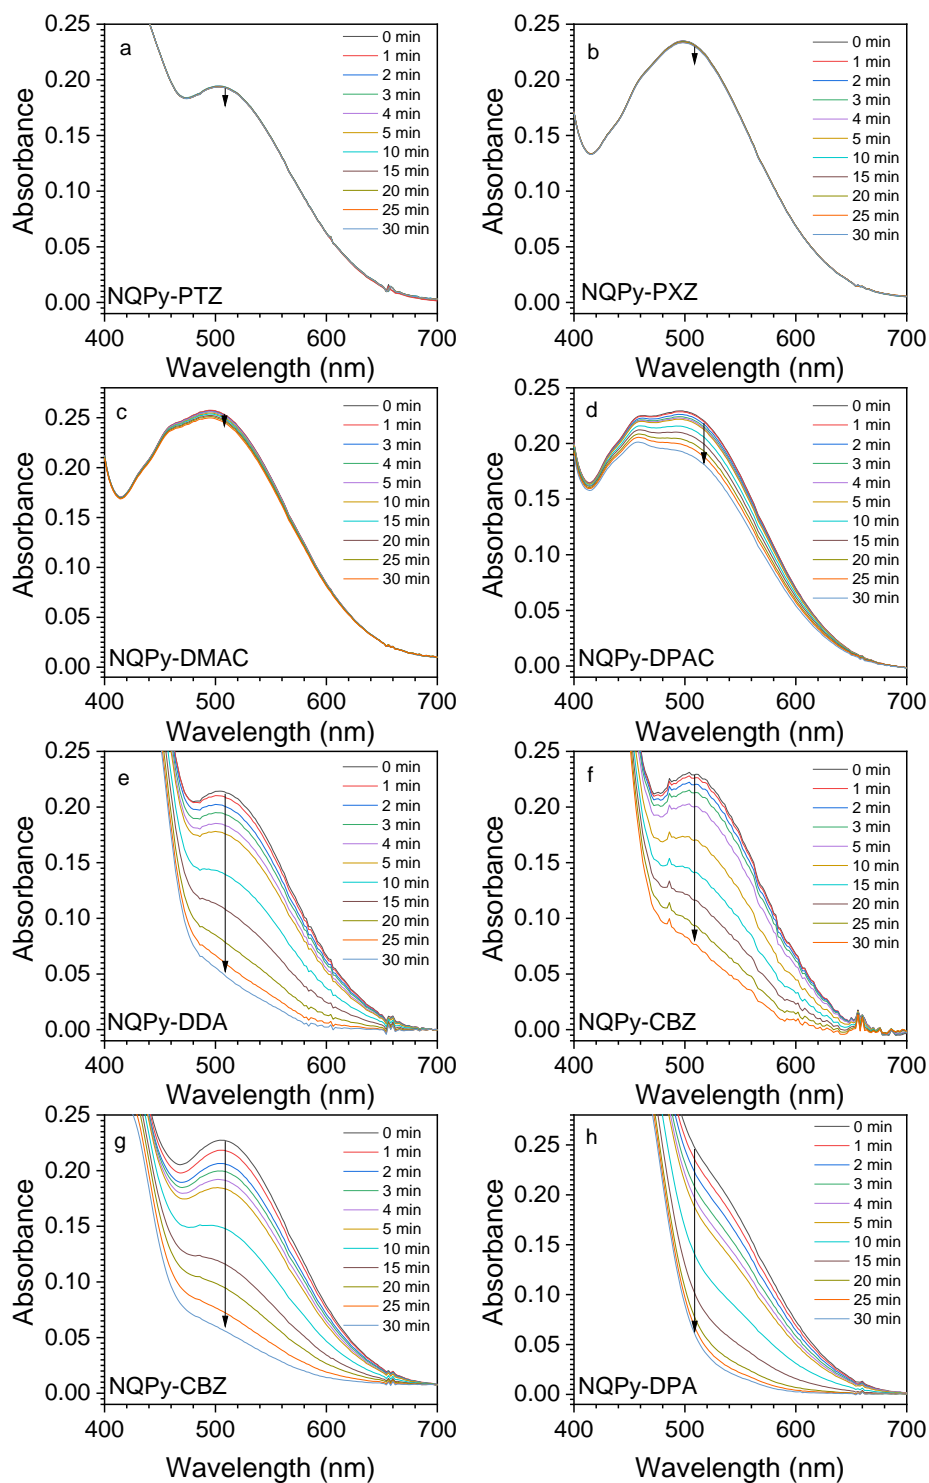 a
0.25
0.20
0.15
0.10
0.05
0.00
Absorbance
0 min
1 min
2 min
3 min
4 min
5 min
10 min
15 min
20 min
25 min
30 min
NQPy-PTZ
400 500 600 700
Wavelength (nm)
b
0.25
0.20
0.15
0.10
0.05
0.00
Absorbance
0 min
1 min
2 min
3 min
4 min
5 min
10 min
15 min
20 min
25 min
30 min
NQPy-PXZ
400 500 600 700
Wavelength (nm)
c
0.25
0.20
0.15
0.10
0.05
0.00
Absorbance
0 min
1 min
3 min
4 min
5 min
10 min
15 min
20 min
25 min
30 min
NQPy-DMAC
400 500 600 700
Wavelength (nm)
d
0.25
0.20
0.15
0.10
0.05
0.00
Absorbance
0 min
1 min
2 min
3 min
4 min
5 min
10 min
15 min
20 min
25 min
30 min
NQPy-DPAC
400 500 600 700
Wavelength (nm)
e
0.25
0.20
0.15
0.10
0.05
0.00
Absorbance
0 min
1 min
2 min
3 min
4 min
5 min
10 min
15 min
20 min
25 min
30 min
NQPy-DDA
400 500 600 700
Wavelength (nm)
f
0.25
0.20
0.15
0.10
0.05
0.00
Absorbance
0 min
1 min
2 min
3 min
5 min
10 min
15 min
20 min
25 min
30 min
NQPy-CBZ
400 500 600 700
Wavelength (nm)
g
0.25
0.20
0.15
0.10
0.05
0.00
Absorbance
0 min
1 min
2 min
3 min
4 min
5 min
10 min
15 min
20 min
25 min
30 min
NQPy-CBZ
400 500 600 700
Wavelength (nm)
h
0.25
0.20
0.15
0.10
0.05
0.00
Absorbance
0 min
1 min
2 min
3 min
4 min
5 min
10 min
15 min
20 min
25 min
30 min
NQPy-DPA
400 500 600 700
Wavelength (nm)